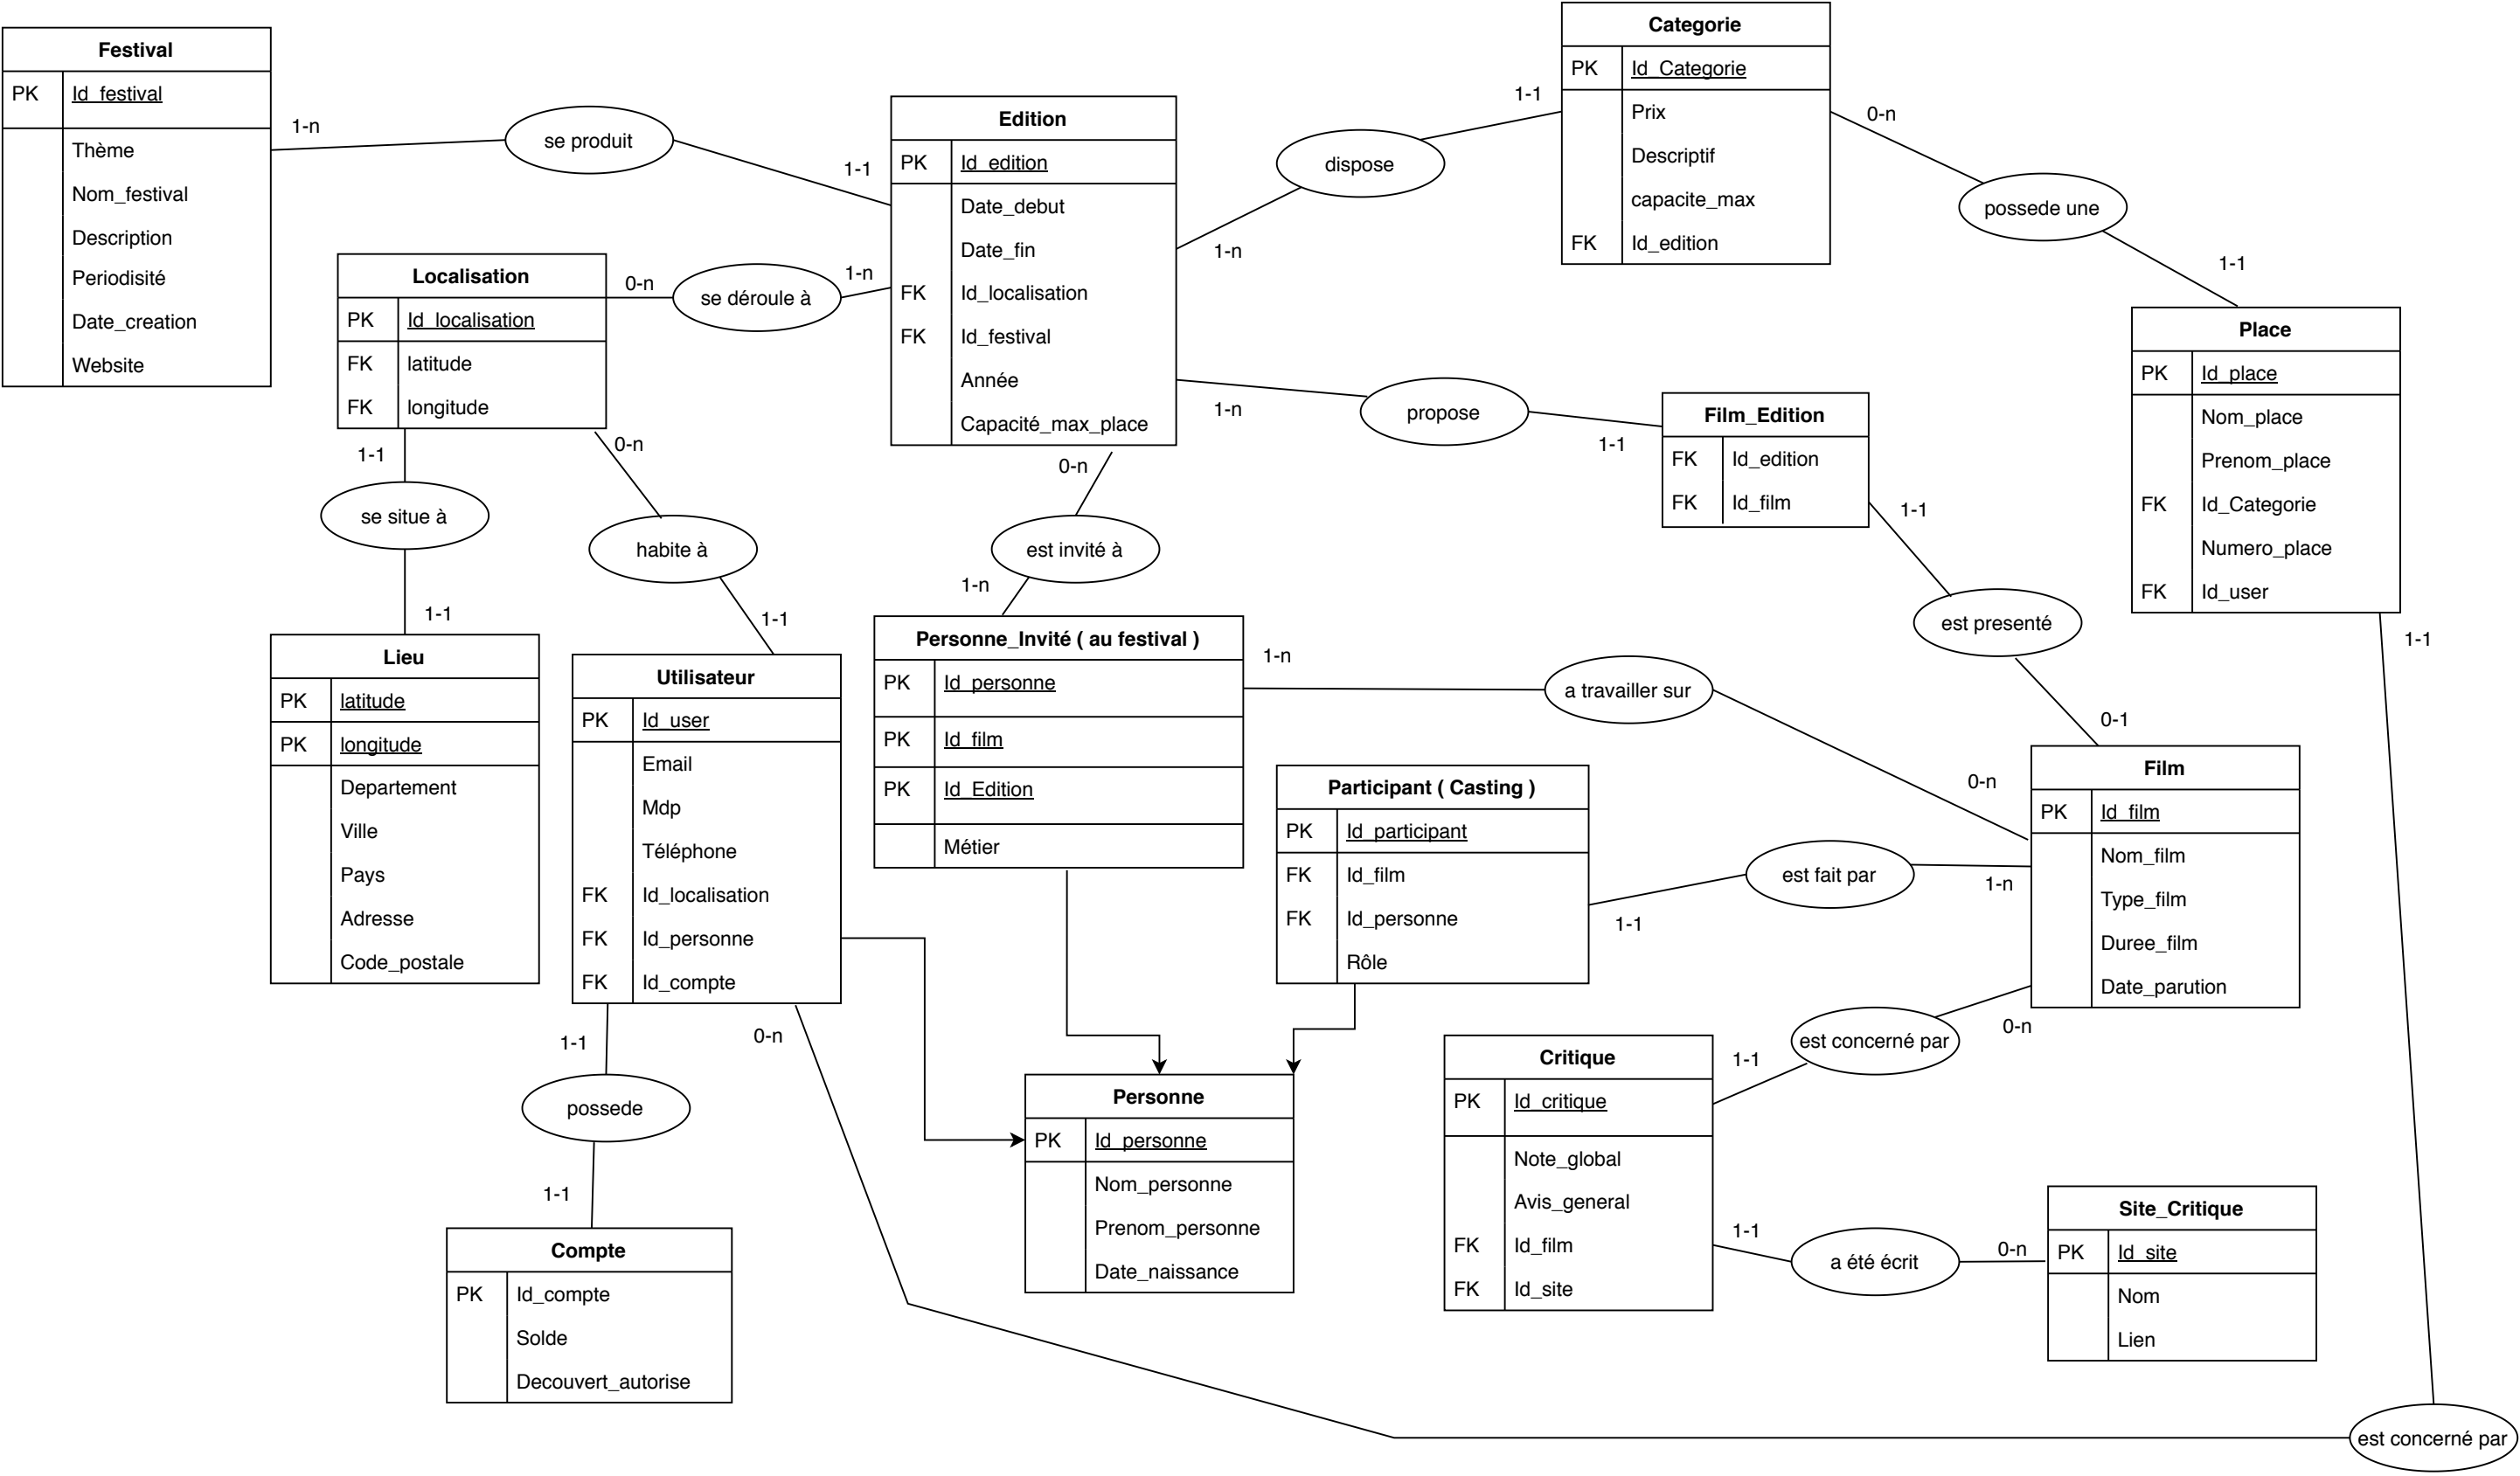 Festival
PK Id_festival
Thème
Nom_festival
Description
Periodisité
Date_creation
Website
1-n
se produit
1-1
Edition
PK Id_edition
Date_debut
Date_fin
FK Id_localisation
FK Id_festival
Année
Capacité_max_place
1-n
dispose
1-1
Categorie
PK Id_Categorie
Prix
Descriptif
capacite_max
FK Id_edition
0-n
possede une
1-1
Place
PK Id_place
Nom_place
Prenom_place
FK Id_Categorie
Numero_place
FK Id_user
1-1
Localisation
PK Id_localisation
FK latitude
FK longitude
0-n
se déroule à
1-n
1-1
se situe à
1-1
0-n
habite à
1-1
Lieu
PK latitude
PK longitude
Departement
Ville
Pays
Adresse
Code_postale
Utilisateur
PK Id_user
Email
Mdp
Téléphone
FK Id_localisation
FK Id_personne
FK Id_compte
1-1
possede
1-1
0-n
Compte
PK Id_compte
Solde
Decouvert_autorise
0-n
est invité à
1-n
Personne_Invité ( au festival )
PK Id_personne
PK Id_film
PK Id_Edition
Métier
1-n
a travailler sur
0-n
1-n
propose
1-1
Film_Edition
FK Id_edition
FK Id_film
1-1
est presenté
0-1
Film
PK Id_film
Nom_film
Type_film
Duree_film
Date_parution
Participant ( Casting )
PK Id_participant
FK Id_film
FK Id_personne
Rôle
1-1
est fait par
1-n
Personne
PK Id_personne
Nom_personne
Prenom_personne
Date_naissance
Critique
PK Id_critique
Note_global
Avis_general
FK Id_film
FK Id_site
1-1
est concerné par
0-n
1-1
a été écrit
0-n
Site_Critique
PK Id_site
Nom
Lien
est concerné par